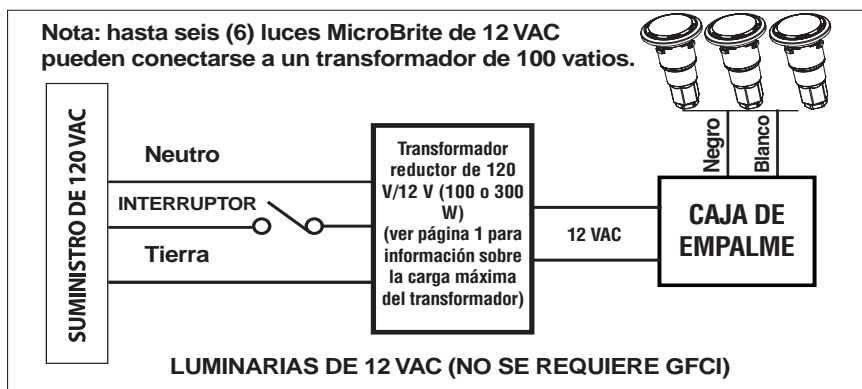 Nota: hasta seis (6) luces MicroBrite de 12 VAC
pueden conectarse a un transformador de 100 vatios.
SUMINISTRO DE 120 VAC
Neutro
INTERRUPTOR
Tierra
Transformador
reductor de 120
V/12 V (100 o 300
W)
(ver página 1 para
información sobre
la carga máxima
del transformador)
12 VAC
Negro
Blanco
CAJA DE
EMPALME
LUMINARIAS DE 12 VAC (NO SE REQUIERE GFCI)